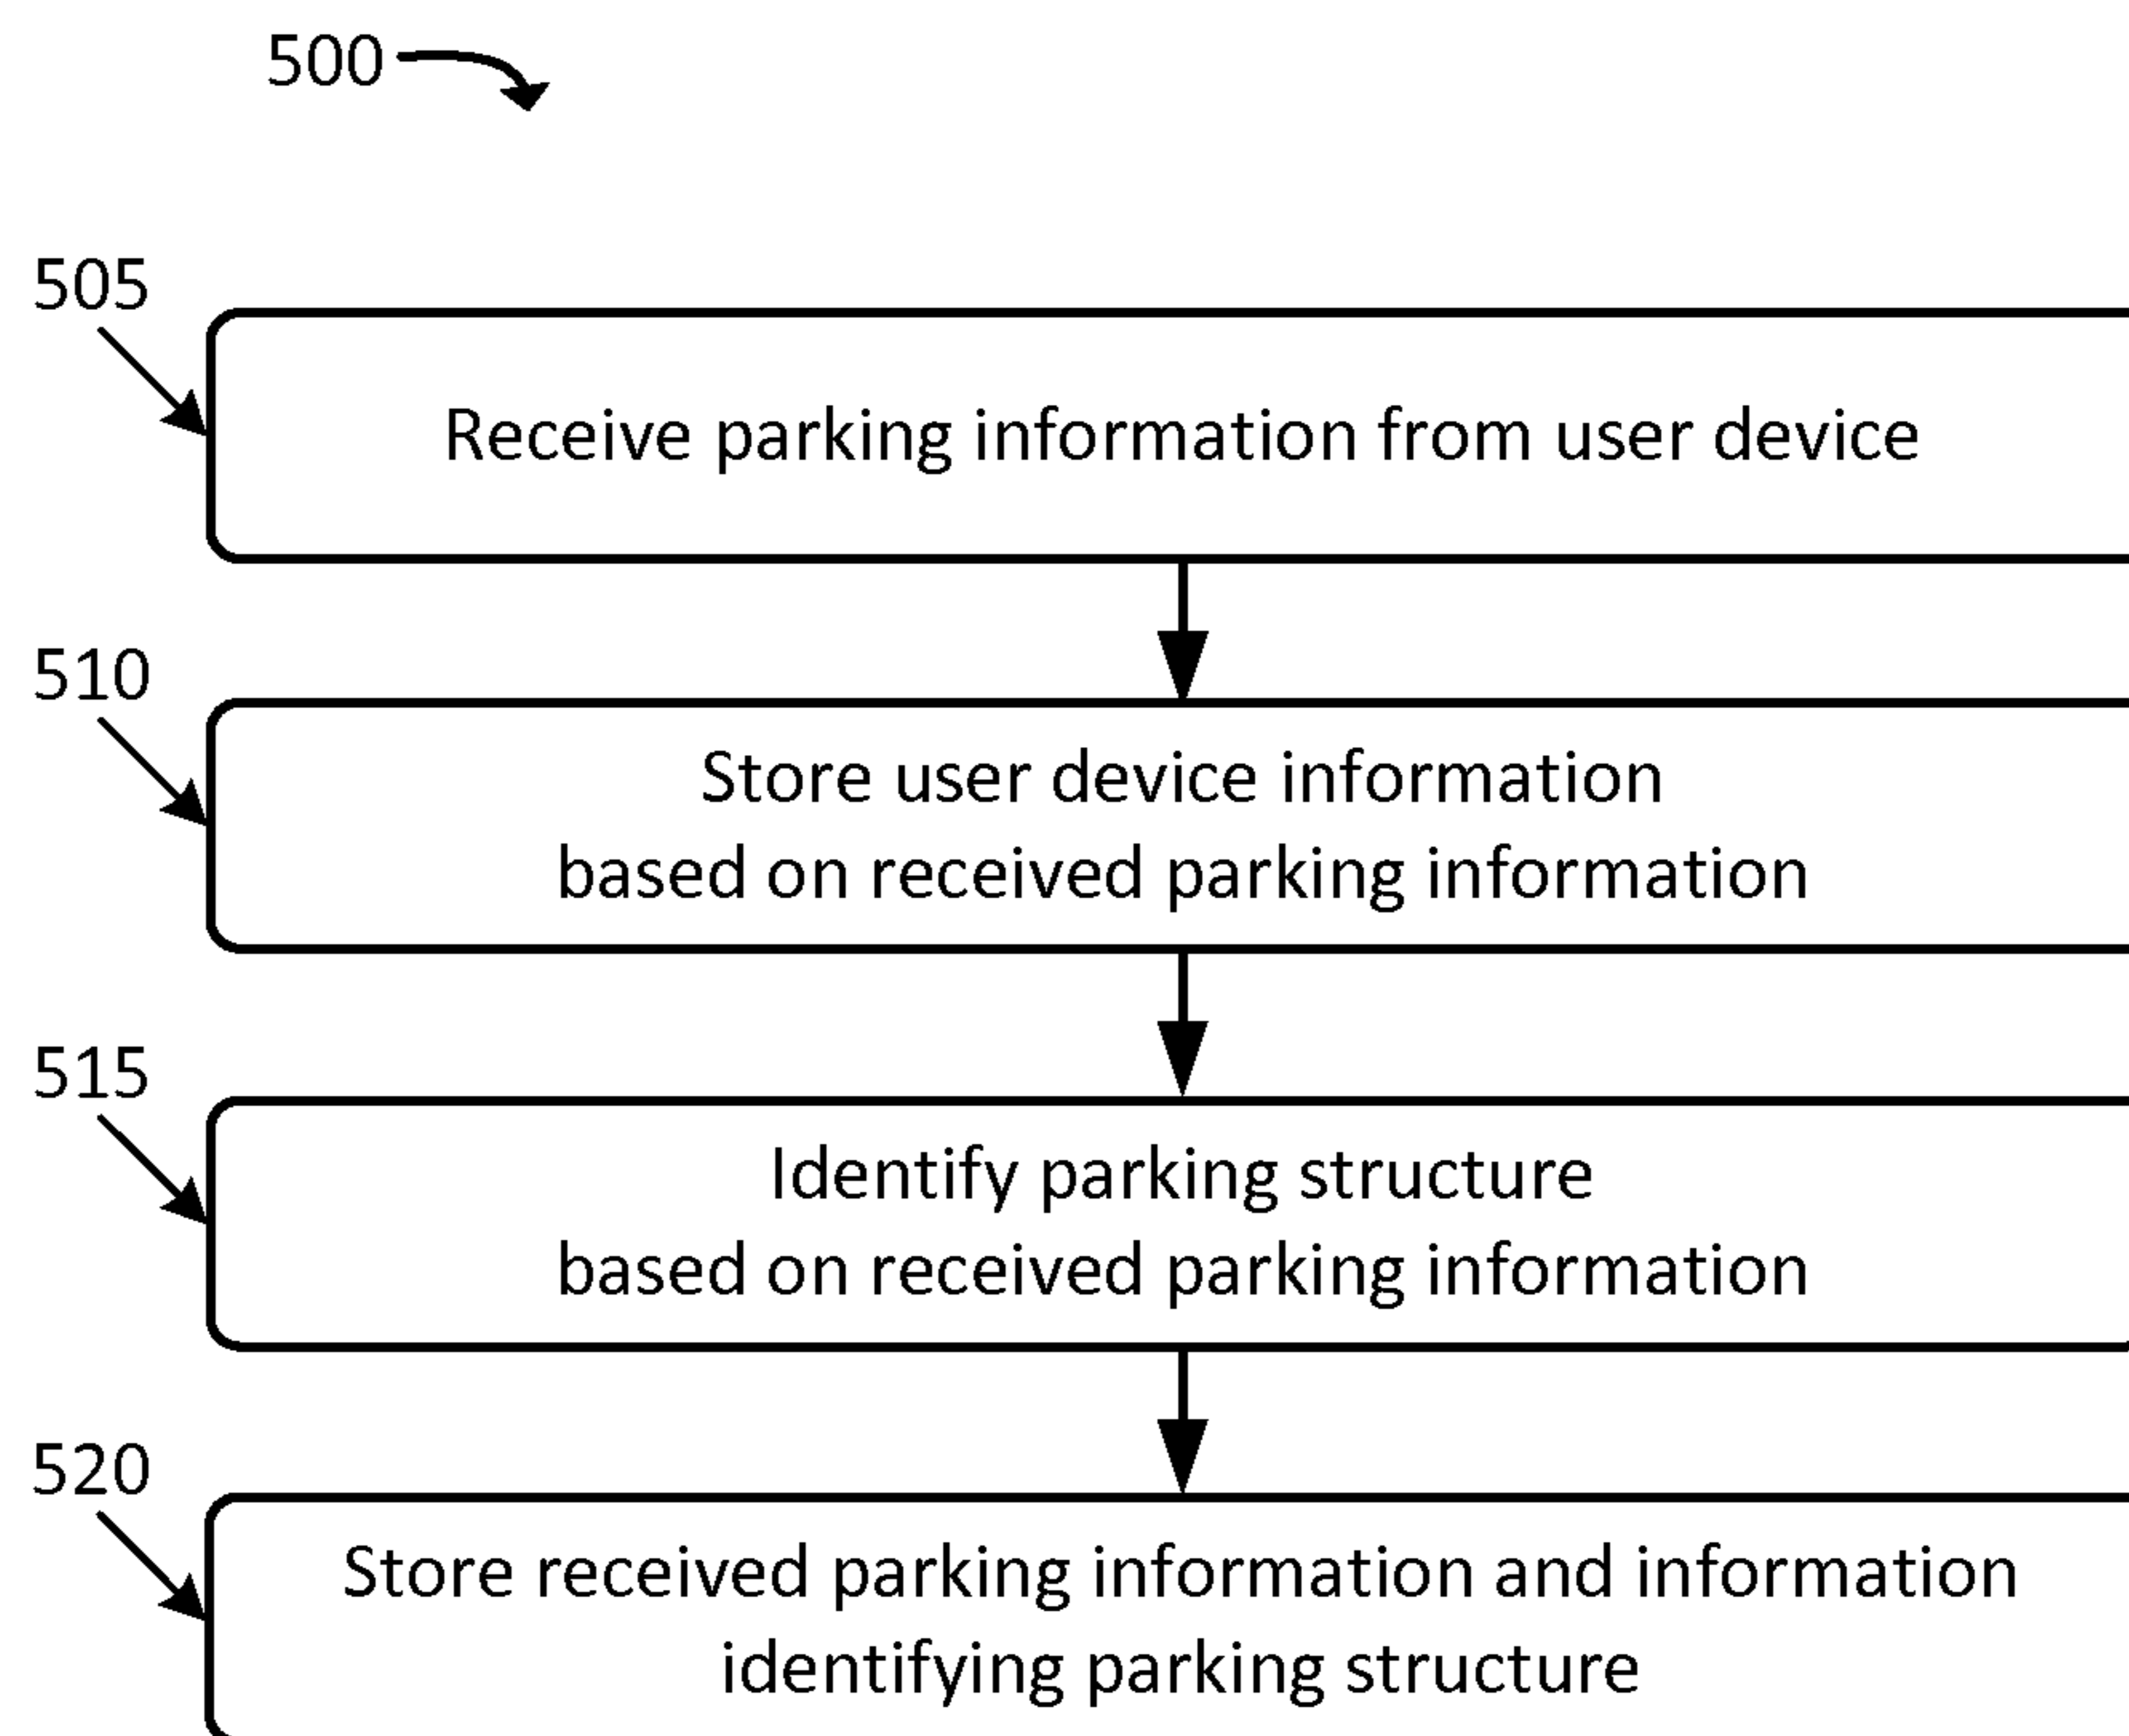 500
505
Receive parking information from user device
510
Store user device information
based on received parking information
515
Identify parking structure
based on received parking information
520
Store received parking information and information
identifying parking structure